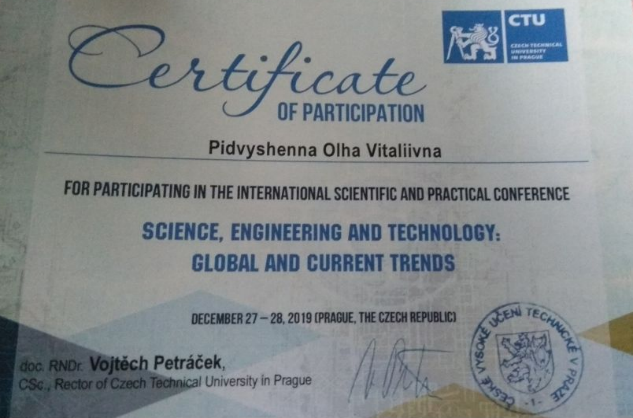 CTU
CZECH TECHNICAL
UNIVERSITY
IN PRAGUE
Certificate
OF PARTICIPATION
Pidvyshenna Olha Vitaliivna
FOR PARTICIPATING IN THE INTERNATIONAL SCIENTIFIC AND PRACTICAL CONFERENCE
SCIENCE, ENGINEERING AND TECHNOLOGY:
GLOBAL AND CURRENT TRENDS
DECEMBER 27 – 28, 2019 (PRAGUE, THE CZECH REPUBLIC)
doc. RNDr. Vojtěch Petráček,
CSc., Rector of Czech Technical University in Prague
ČESKÉ VYSOKÉ UČENÍ TECHNICKÉ V PRAZE
-1-